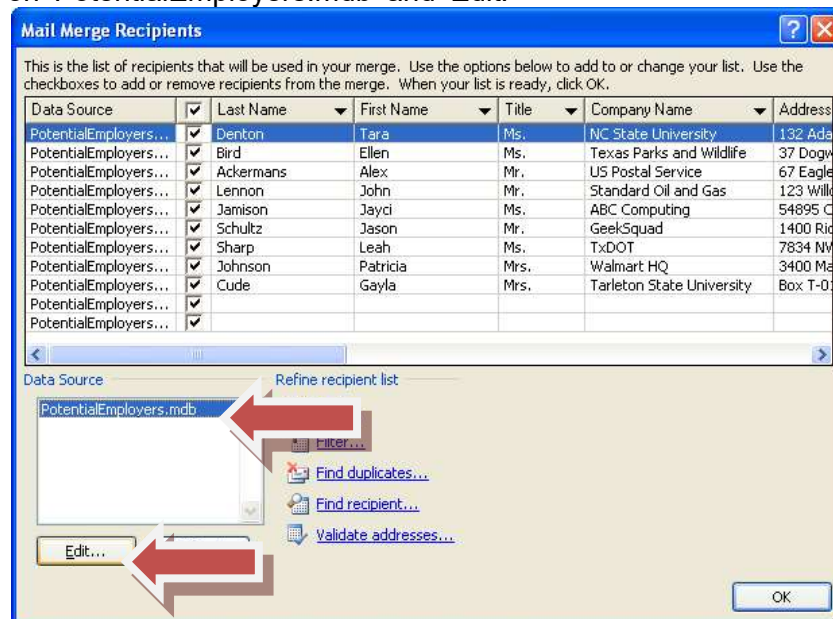 on PotentialEmployers.mdb and Edit.
Mail Merge Recipients
This is the list of recipients that will be used in your merge. Use the options below to add to or change your list. Use the
checkboxes to add or remove recipients from the merge. When your list is ready, click OK.
Data Source Last Name First Name Title Company Name Address
PotentialEmployers... Denton Tara Ms. NC State University 132 Ada
PotentialEmployers... Bird Ellen Ms. Texas Parks and Wildlife 37 Dogw
PotentialEmployers... Ackermans Alex Mr. US Postal Service 67 Eagle
PotentialEmployers... Lennon John Mr. Standard Oil and Gas 123 Willo
PotentialEmployers... Jamison Jayci Ms. ABC Computing 54895 C
PotentialEmployers... Schultz Jason Mr. GeekSquad 1400 Ric
PotentialEmployers... Sharp Leah Ms. TxDOT 7834 NW
PotentialEmployers... Johnson Patricia Mrs. Walmart HQ 3400 Ma
PotentialEmployers... Cude Gayla Mrs. Tarleton State University Box T-01
PotentialEmployers...
PotentialEmployers...
Data Source Refine recipient list
PotentialEmployers.mdb
Filter...
Find duplicates...
Find recipient...
Validate addresses...
Edit...
OK